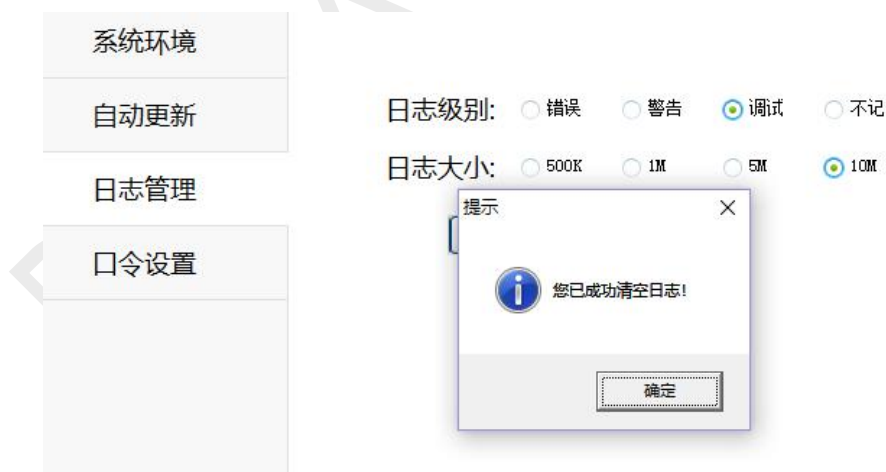 系统环境
自动更新
日志管理
口令设置
日志级别: 错误 警告 调试 不记
日志大小: 500K 1M 5M 10M
提示
您已成功清空日志!
确定